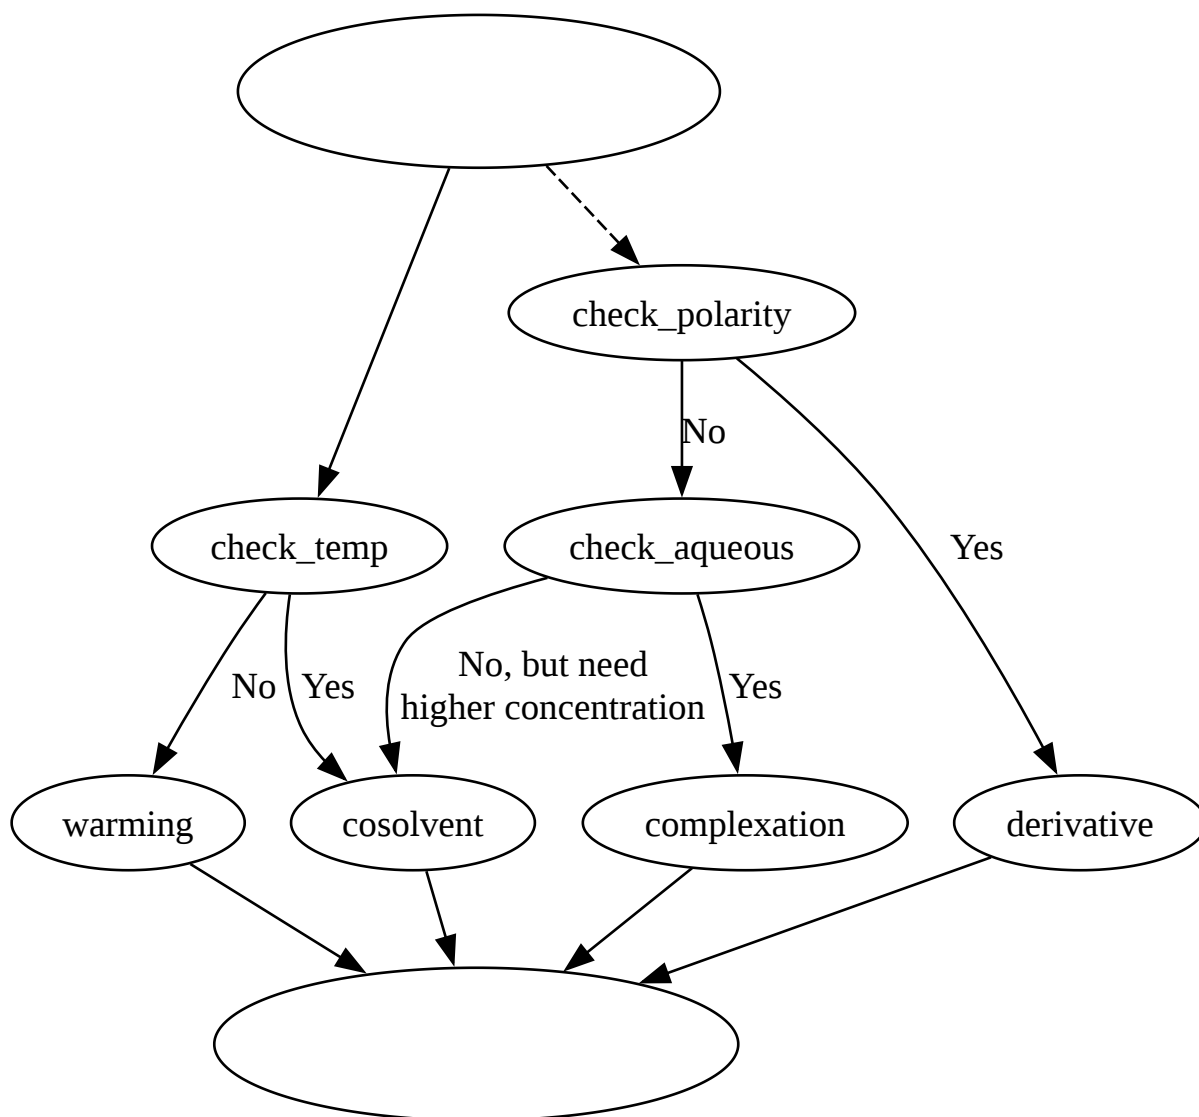 check_polarity
No
check_temp
check_aqueous
Yes
No
Yes
No, but need
higher concentration
Yes
warming
cosolvent
complexation
derivative